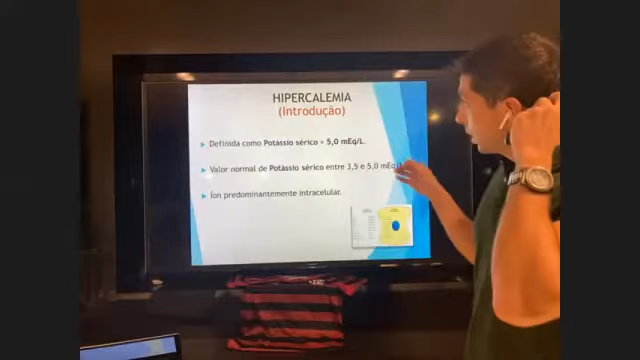 HIPERCALEMIA
(Introdução)
Definida como Potássio sérico > 5,0 mEq/L.
Valor normal de Potássio sérico entre 3,5 e 5,0 mEq/L
Íon predominantemente intracelular.